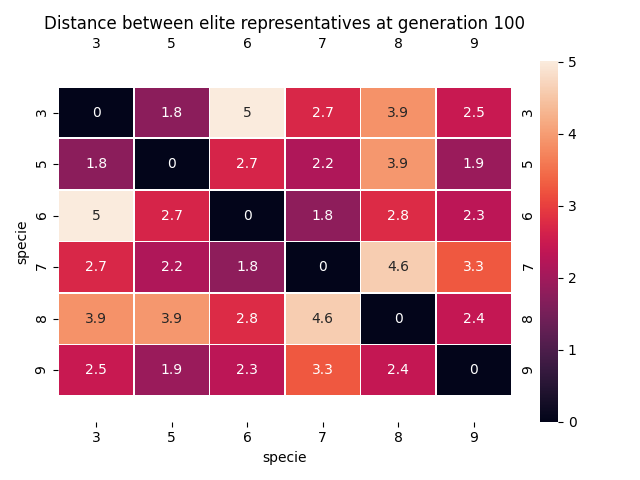 Distance between elite representatives at generation 100
3 5 6 7 8 9
5
3 0 1.8 5 2.7 3.9 2.5 3
4
5 1.8 0 2.7 2.2 3.9 1.9 5
3
6 5 2.7 0 1.8 2.8 2.3 6
specie
2
7 2.7 2.2 1.8 0 4.6 3.3 7
8 3.9 3.9 2.8 4.6 0 2.4 8
1
9 2.5 1.9 2.3 3.3 2.4 0 9
0
3 5 6 7 8 9
specie